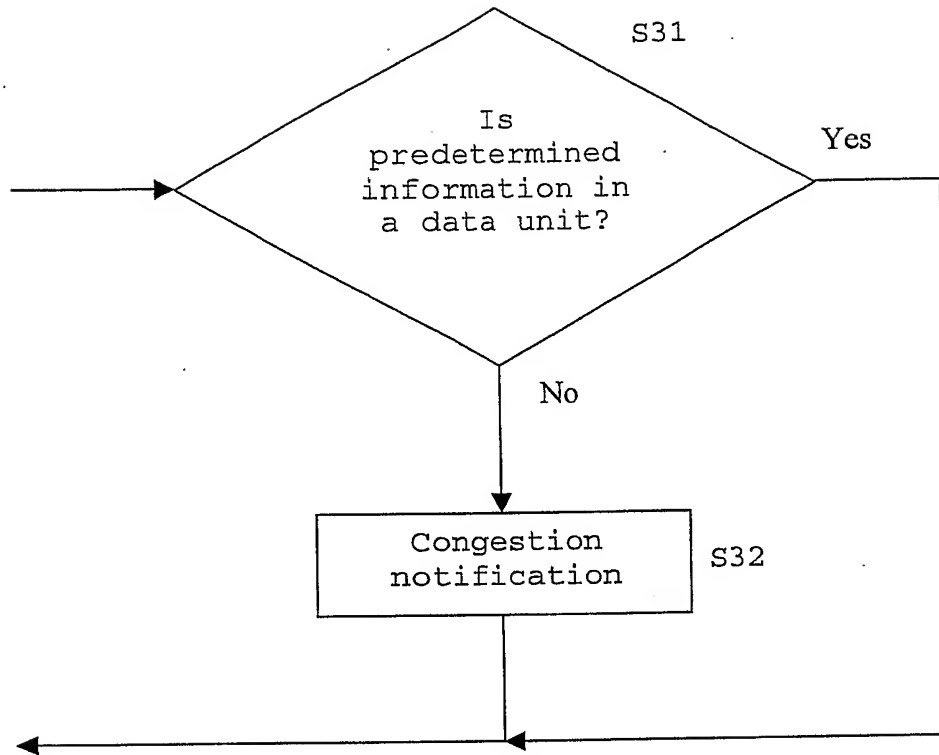 S31
Is
predetermined
information in
a data unit?
Yes
No
Congestion
notification
S32